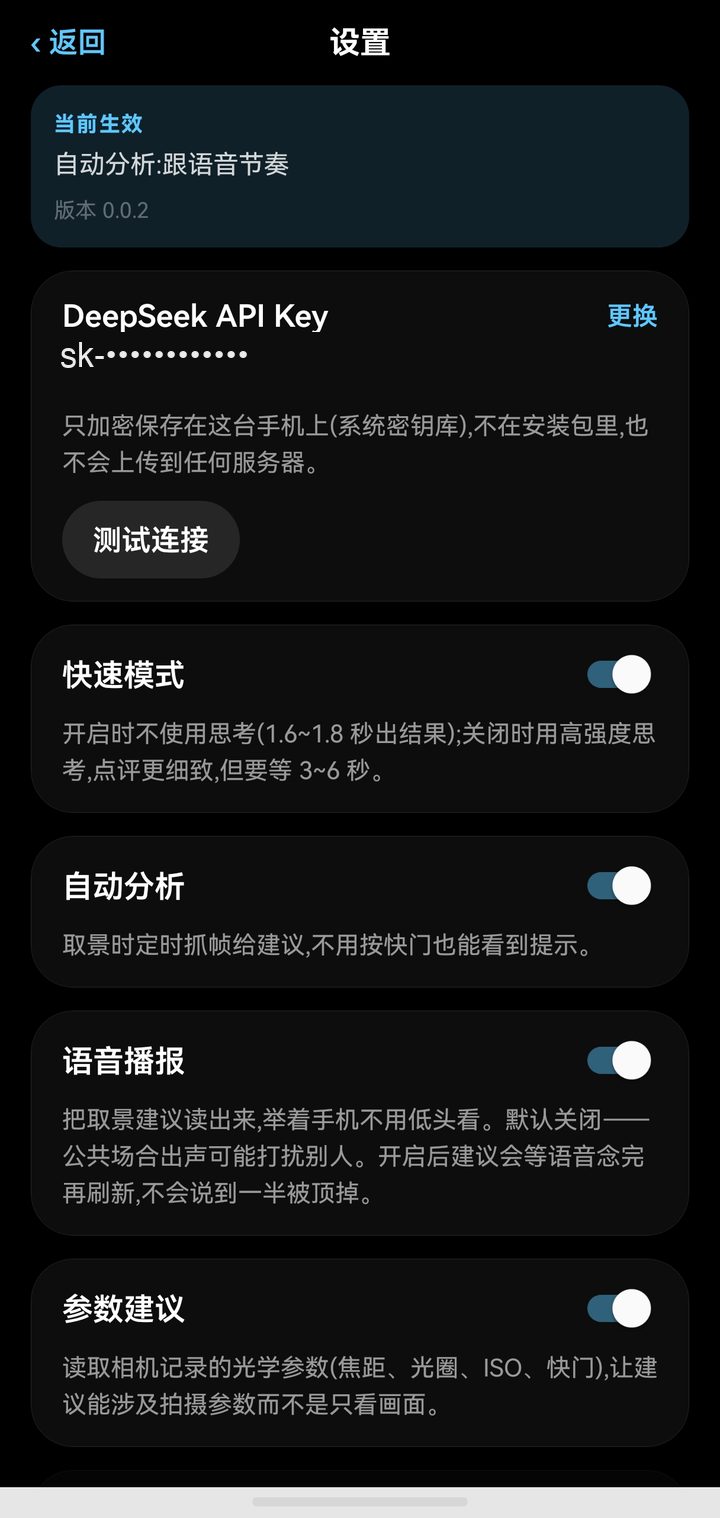 ‹ 返回
设置
当前生效
自动分析:跟语音节奏
版本 0.0.2
DeepSeek API Key
更换
sk-••••••••••••
只加密保存在这台手机上(系统密钥库),不在安装包里,也
不会上传到任何服务器。
测试连接
快速模式
开启时不使用思考(1.6~1.8 秒出结果);关闭时用高强度思
考,点评更细致,但要等 3~6 秒。
自动分析
取景时定时抓帧给建议,不用按快门也能看到提示。
语音播报
把取景建议读出来,举着手机不用低头看。默认关闭——
公共场合出声可能打扰别人。开启后建议会等语音念完
再刷新,不会说到一半被顶掉。
参数建议
读取相机记录的光学参数(焦距、光圈、ISO、快门),让建
议能涉及拍摄参数而不是只看画面。